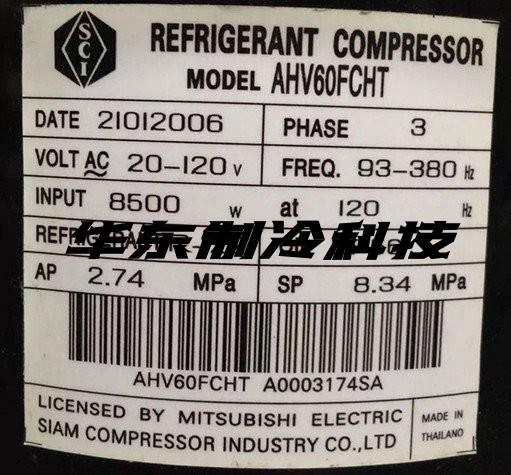 SCI
REFRIGERANT COMPRESSOR
MODEL AHV60FCHT
DATE 21012006 PHASE 3
VOLT AC 20-120 V FREQ. 93-380 Hz
INPUT 8500 W at 120 Hz
华东制冷科技
AP 2.74 MPa SP 8.34 MPa
AHV60FCHT A0003174SA
LICENSED BY MITSUBISHI ELECTRIC
SIAM COMPRESSOR INDUSTRY CO.,LTD
MADE IN
THAILAND